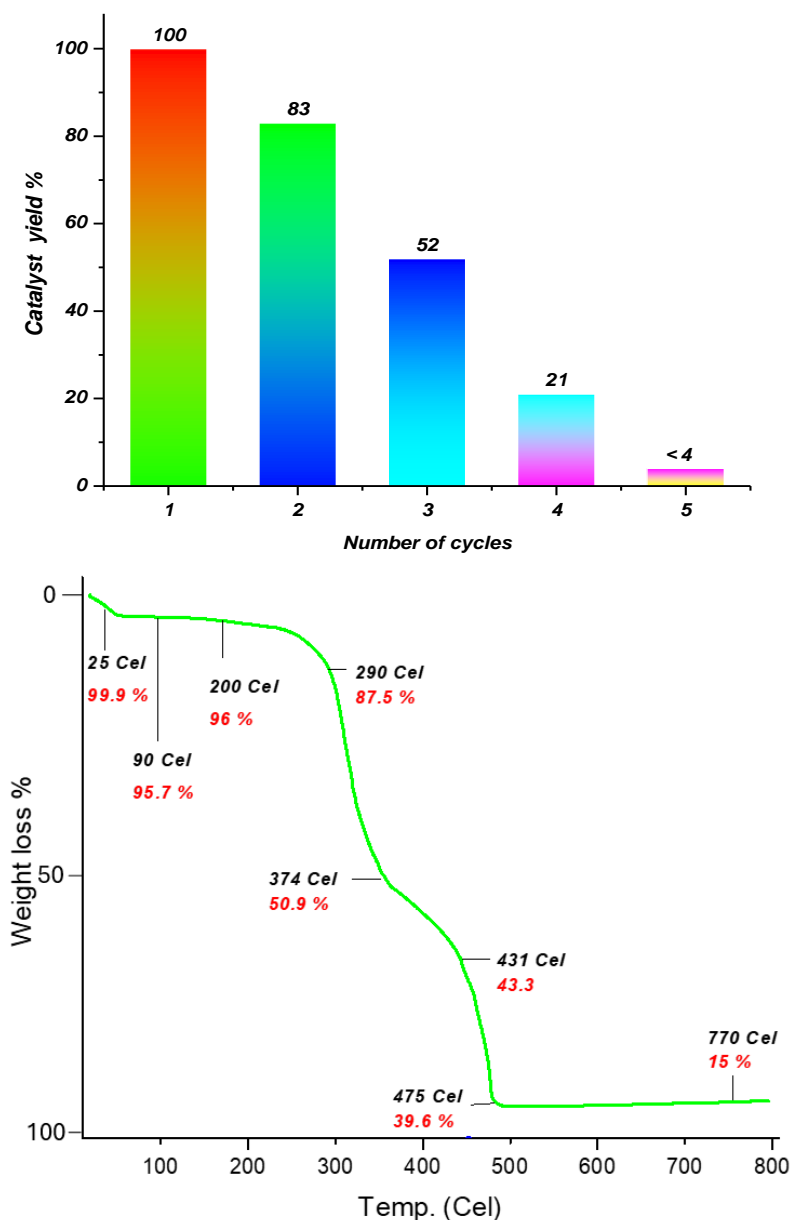 100
83
52
21
<4
100
80
60
40
20
0
Catalyst yield %
1 2 3 4 5
Number of cycles
0
50
100
Weight loss %
25 Cel
99.9 %
90 Cel
95.7 %
200 Cel
96 %
290 Cel
87.5 %
374 Cel
50.9 %
431 Cel
43.3
475 Cel
39.6 %
770 Cel
15 %
100 200 300 400 500 600 700 800
Temp. (Cel)